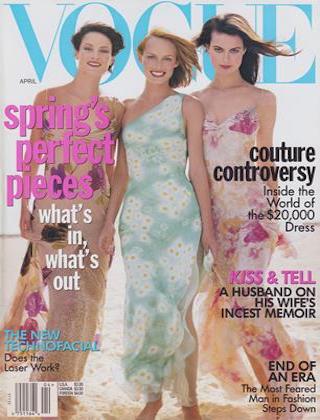 VOGUE
APRIL
spring's
perfect
pieces
what's
in,
what's
out
couture
controversy
Inside the
World of
the $20,000
Dress
KISS & TELL
A HUSBAND ON
HIS WIFE'S
INCEST MEMOIR
THE NEW
TECHNOFACIAL
Does the
Laser Work?
END OF
AN ERA
The Most Feared
Man in Fashion
Steps Down